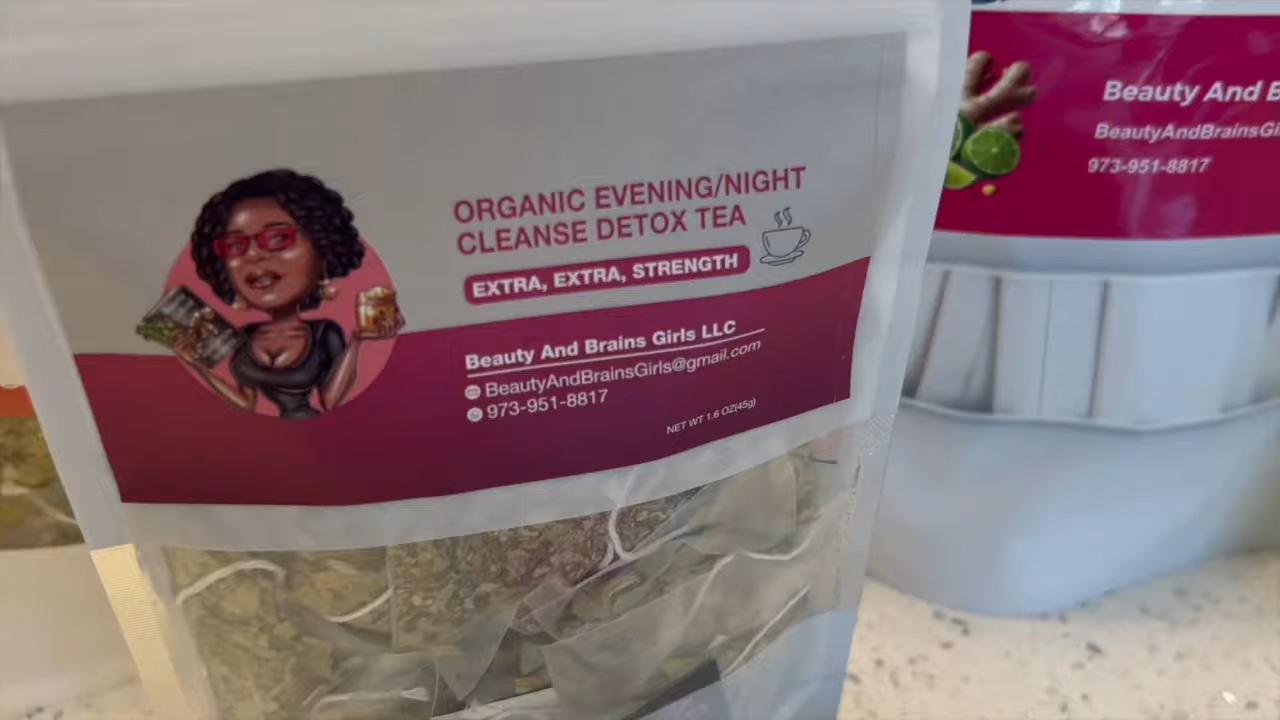 ORGANIC EVENING/NIGHT
CLEANSE DETOX TEA
EXTRA, EXTRA, STRENGTH
Beauty And Brains Girls LLC
BeautyAndBrainsGirls@gmail.com
973-951-8817
NET WT 1.6 OZ(45g)
Beauty And B
BeautyAndBrainsGi
973-951-8817